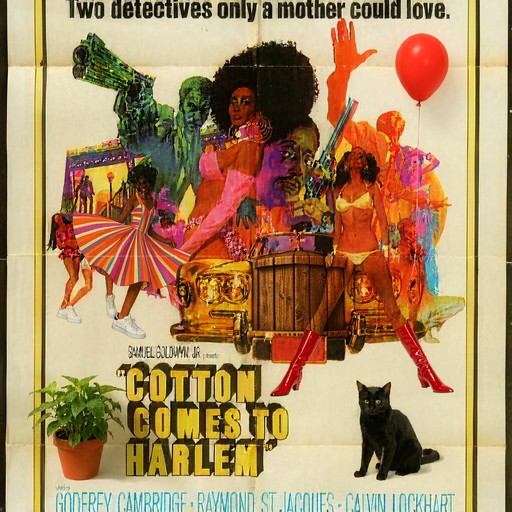 Two detectives only a mother could love.
SAMUEL GOLDWYN, JR. presents
"COTTON
COMES TO
HARLEM"
GODFREY CAMBRIDGE · RAYMOND ST. JACQUES · CALVIN LOCKHART